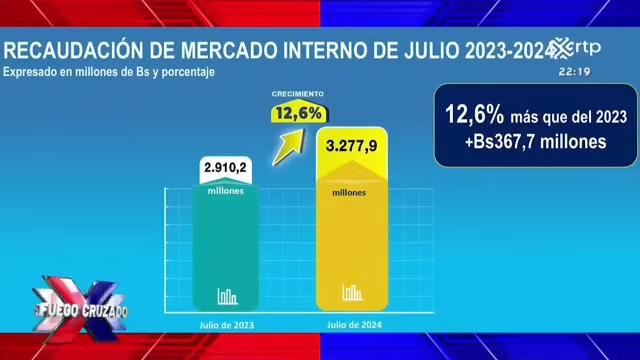 RECAUDACIÓN DE MERCADO INTERNO DE JULIO 2023-2024
rtp
Expresado en millones de Bs y porcentaje
22:19
CRECIMIENTO
12,6%
12,6% más que del 2023
+Bs367,7 millones
2.910,2
millones
3.277,9
millones
FUEGO CRUZADO
Julio de 2023
Julio de 2024